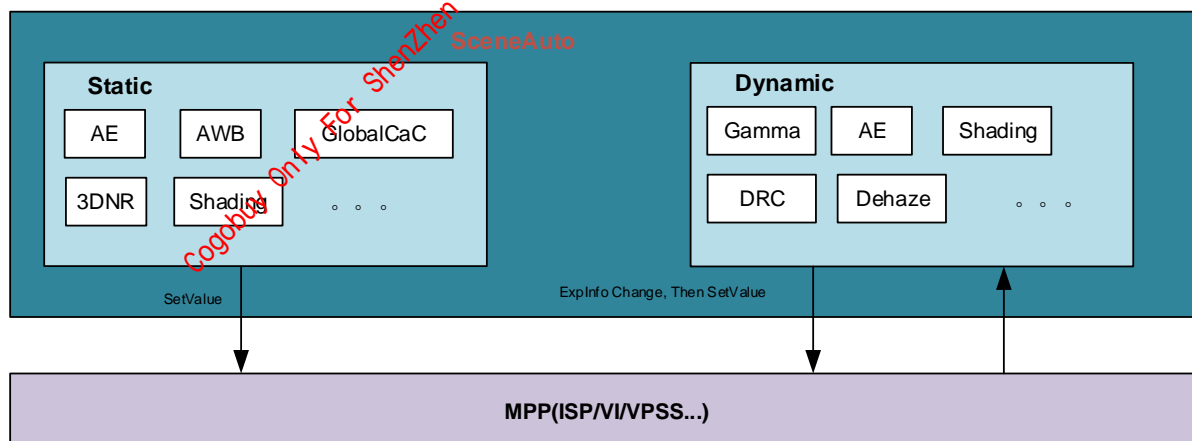 SceneAuto
Static
AE
AWB
GlobalCaC
3DNR
Shading
。。。
SetValue
Dynamic
Gamma
AE
Shading
DRC
Dehaze
。。。
ExpInfo Change, Then SetValue
MPP(ISP/VI/VPSS...)
Cogobuy Only For ShenZhen